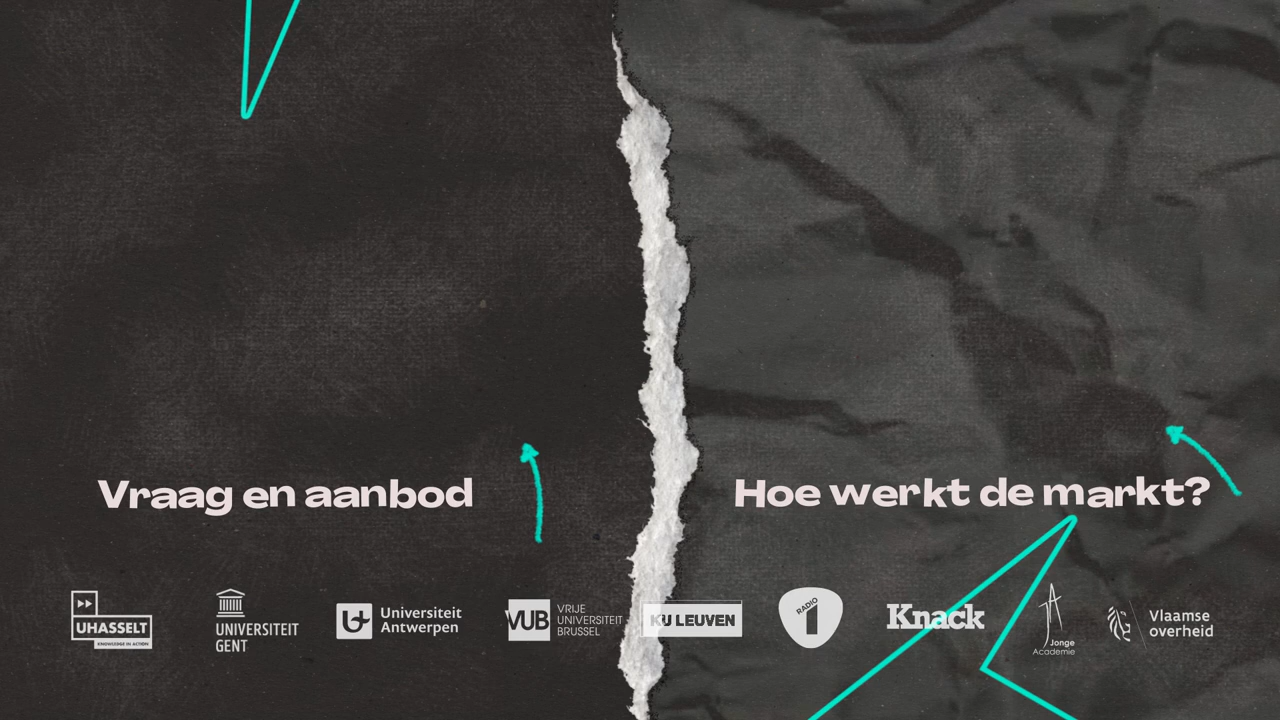 Vraag en aanbod
Hoe werkt de markt?
UHASSELT
KNOWLEDGE IN ACTION
UNIVERSITEIT
GENT
Universiteit
Antwerpen
VUB
VRIJE
UNIVERSITEIT
BRUSSEL
KU LEUVEN
RADIO
1
Knack
Jonge
Academie
Vlaamse
overheid